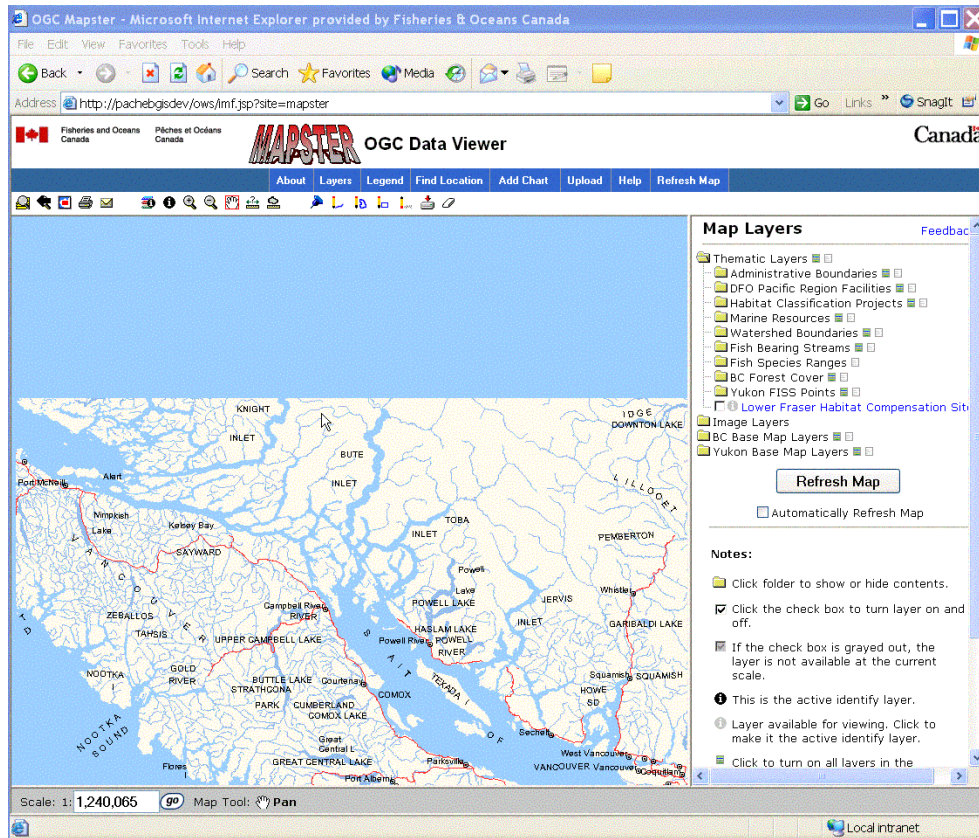 OGC Mapster - Microsoft Internet Explorer provided by Fisheries & Oceans Canada
File Edit View Favorites Tools Help
Back Search Favorites Media
Address http://pachebgisdev/ows/imf.jsp?site=mapster Go Links » SnagIt
Fisheries and Oceans Canada Pêches et Océans Canada MAPSTER OGC Data Viewer Canada
About Layers Legend Find Location Add Chart Upload Help Refresh Map
Map Layers Feedbac
Thematic Layers
Administrative Boundaries
DFO Pacific Region Facilities
Habitat Classification Projects
Marine Resources
Watershed Boundaries
Fish Bearing Streams
Fish Species Ranges
BC Forest Cover
Yukon FISS Points
Lower Fraser Habitat Compensation Sit
Image Layers
BC Base Map Layers
Yukon Base Map Layers
Refresh Map
Automatically Refresh Map
Notes:
Click folder to show or hide contents.
Click the check box to turn layer on and
off.
If the check box is grayed out, the
layer is not available at the current
scale.
This is the active identify layer.
Layer available for viewing. Click to
make it the active identify layer.
Click to turn on all layers in the
KNIGHT
INLET
BUTE
INLET
IDGE
DOWNTON LAKE
LILLOOET
Port McNeill
Alert
Nimpkish
Lake
Kelsey Bay
SAYWARD
TOBA
INLET
PEMBERTON
VANCOUVER
ZEBALLOS
TAHSIS
Campbell River
RIVER
UPPER CAMPBELL LAKE
Powell
Lake
POWELL LAKE
JERVIS
INLET
Whistler
GARIBALDI LAKE
HASLAM LAKE
Powell River
POWELL
RIVER
NOOTKA
I
GOLD
RIVER
BUTTLE LAKE
STRATHCONA
PARK
Courtenay
COMOX
CUMBERLAND
COMOX LAKE
TEXADA I
Squamish
SQUAMISH
HOWE
SD
NOOTKA
SOUND
Great
Central L
GREAT CENTRAL LAKE
STRAIT OF
Sechelt
West Vancouver
VANCOUVER
Vancouver
Coquitlam
Flores
I
Parksville
Port Alberni
Scale: 1: 1,240,065 go Map Tool: Pan
Local intranet